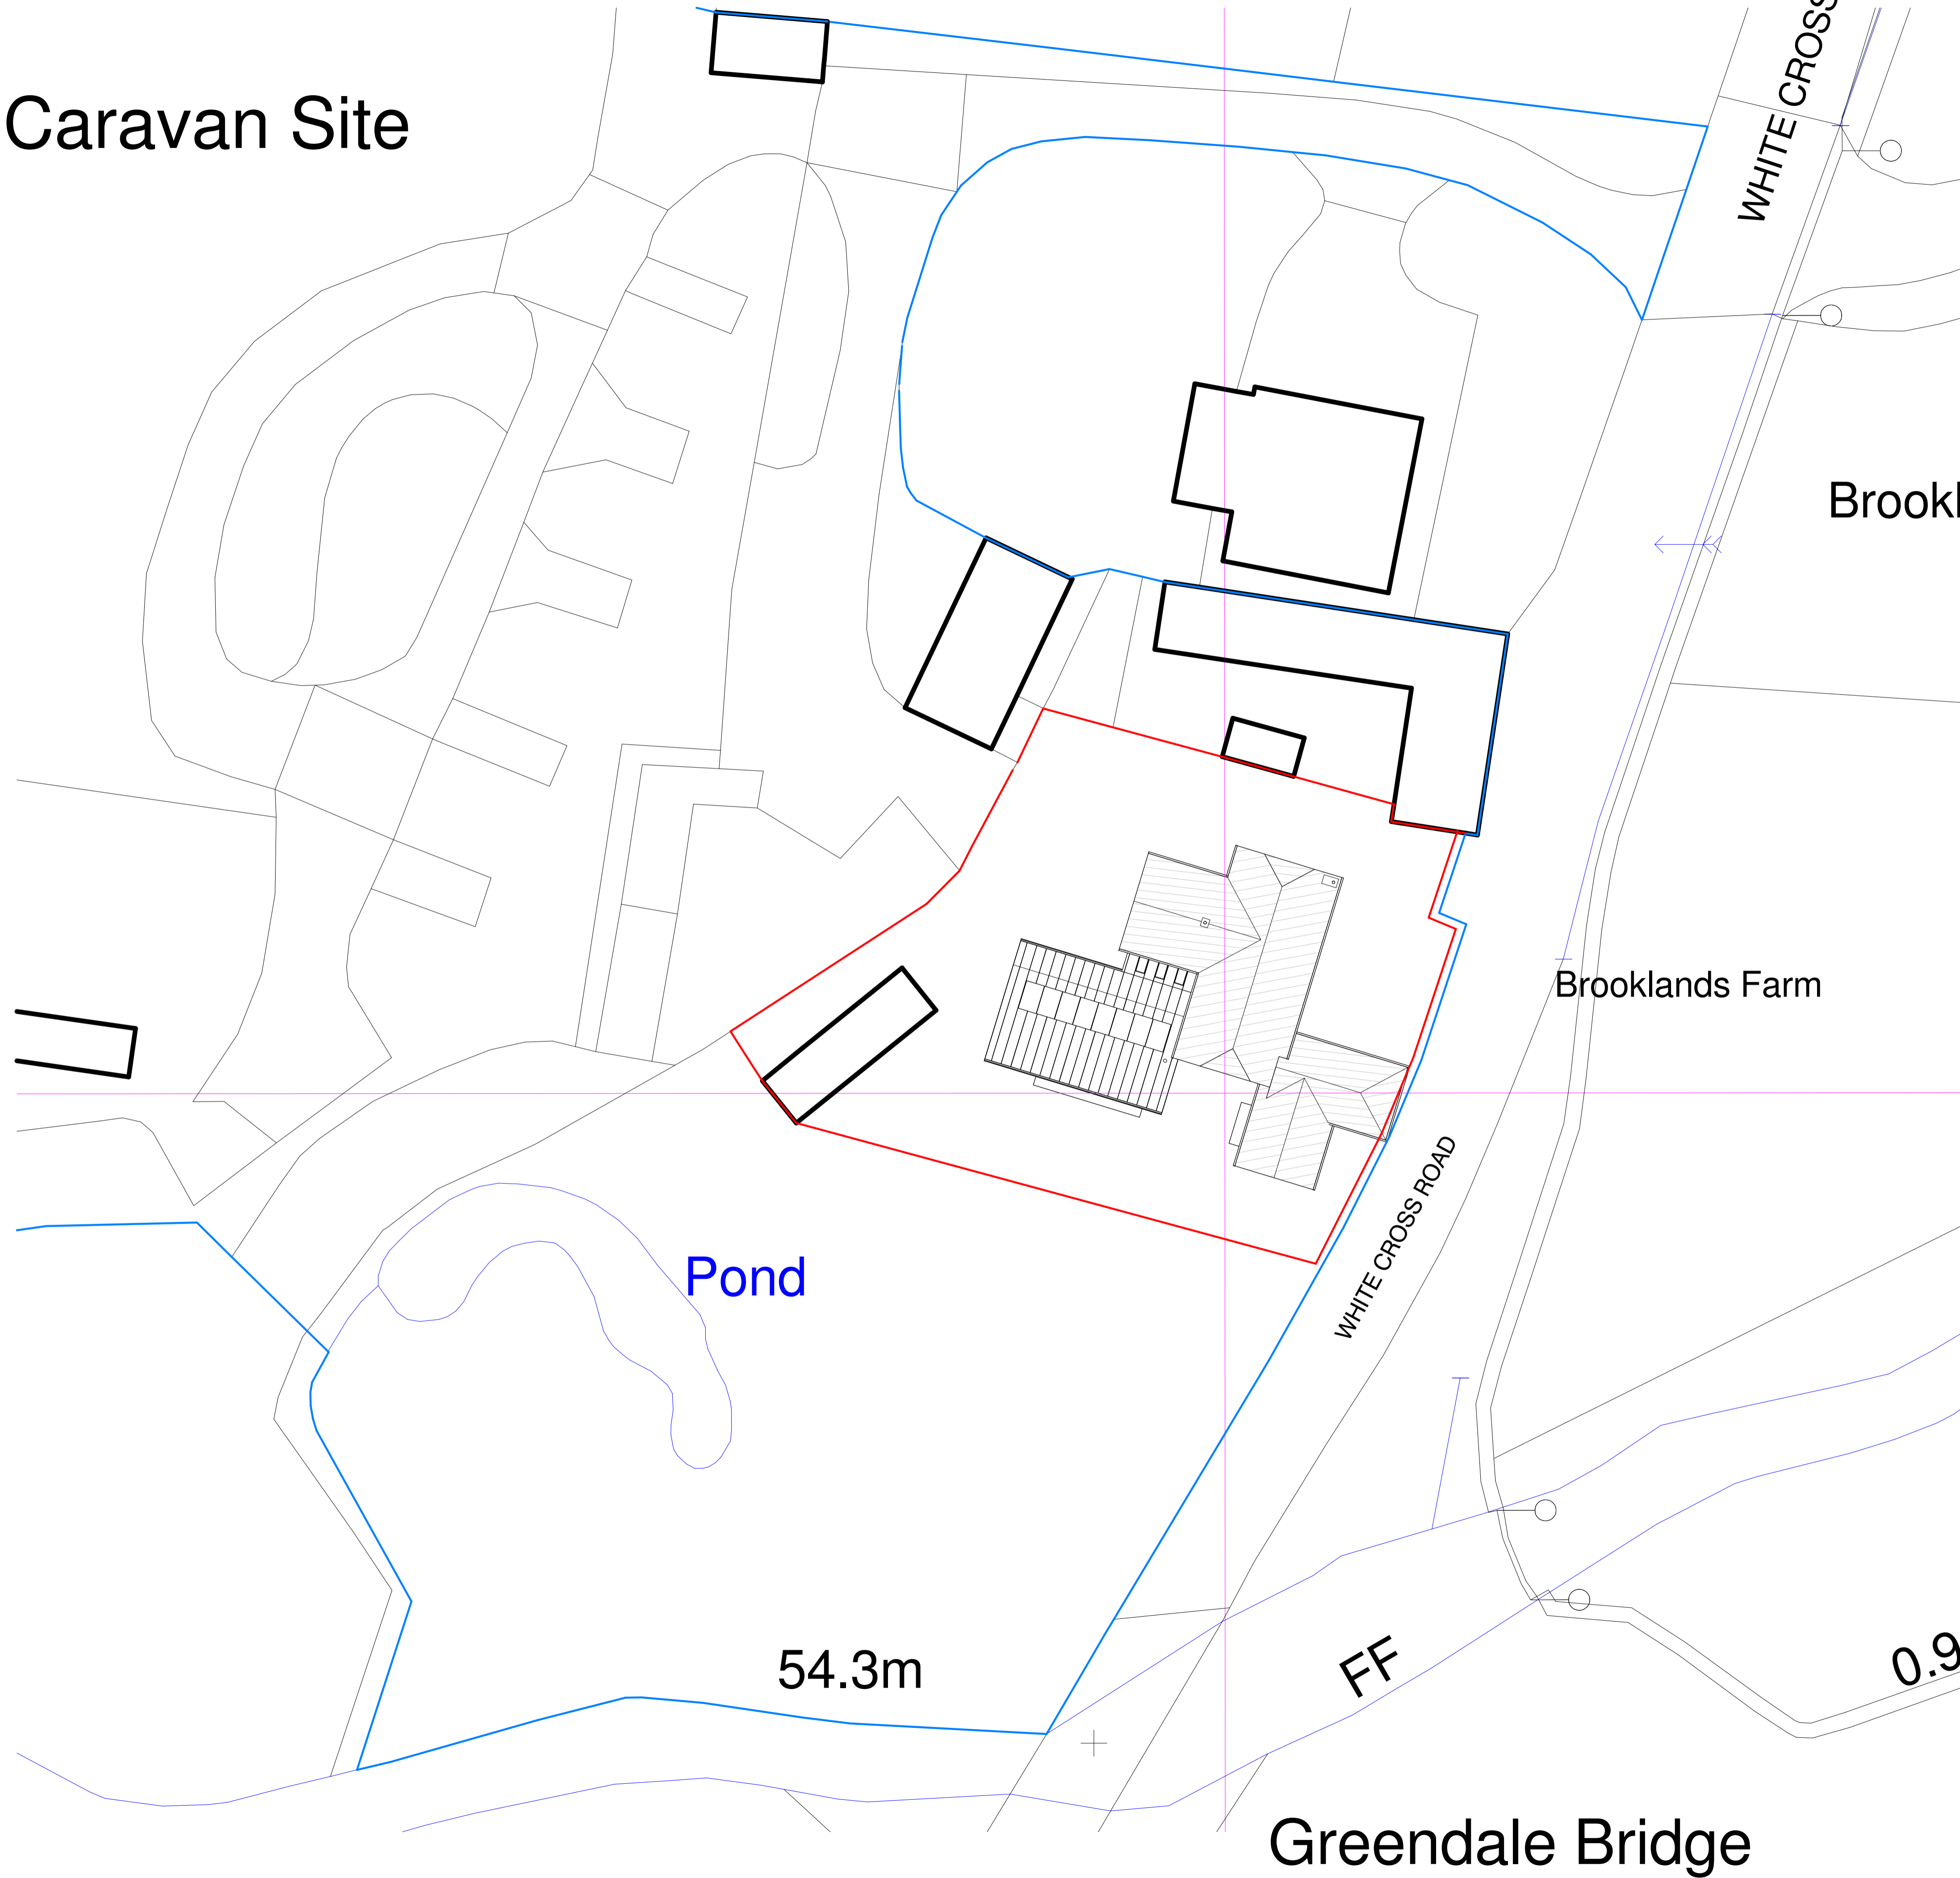 WHITE CROSS
Caravan Site
Brookl
Brooklands Farm
WHITE CROSS ROAD
Pond
54.3m
FF
0.9
Greendale Bridge